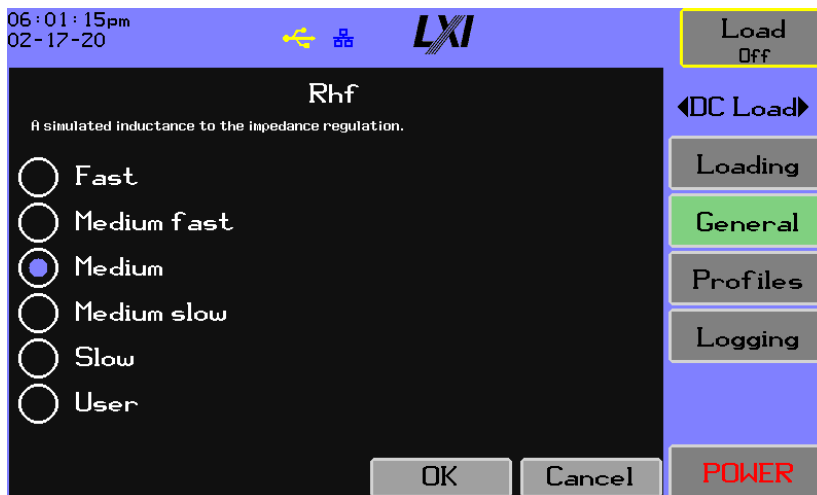 06:01:15pm
02-17-20
LXI
Load
Off
Rhf
A simulated inductance to the impedance regulation.
Fast
Medium fast
Medium
Medium slow
Slow
User
OK
Cancel
DC Load
Loading
General
Profiles
Logging
POWER